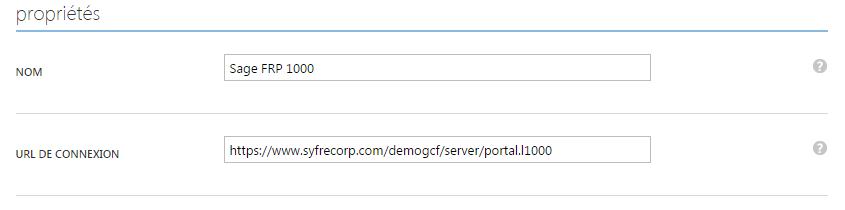 propriétés
NOM
Sage FRP 1000
?
URL DE CONNEXION
https://www.syfrecorp.com/demogcf/server/portal.l1000
?